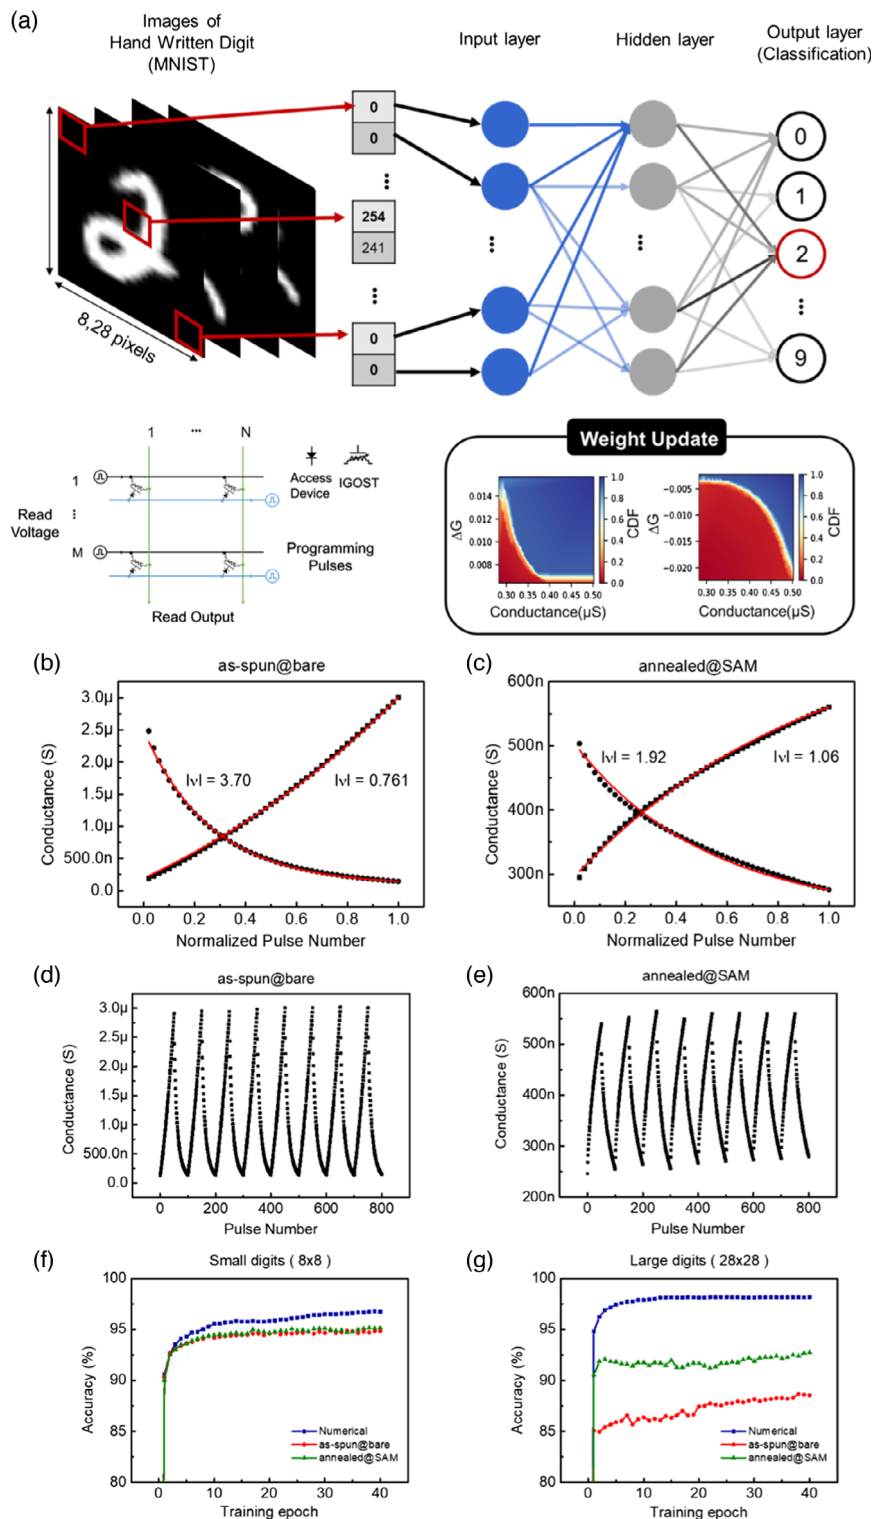 (a)
Images of
Hand Written Digit
(MNIST)
Input layer
Hidden layer
Output layer
(Classification)
0
0
...
254
241
...
0
0
...
...
0
1
2
...
9
8,28 pixels
1 ... N
1
Read
Voltage
...
M
Access
Device
IGOST
Programming
Pulses
Read Output
Weight Update
ΔG
0.014
0.012
0.010
0.008
0.30 0.35 0.40 0.45 0.50
Conductance(μS)
1.0
0.8
0.6
0.4
0.2
0.0
CDF
ΔG
−0.005
−0.010
−0.015
−0.020
0.30 0.35 0.40 0.45 0.50
Conductance(μS)
1.0
0.8
0.6
0.4
0.2
0.0
CDF
(b)
as-spun@bare
Conductance (S)
3.0μ
2.5μ
2.0μ
1.5μ
1.0μ
500.0n
0.0
IνI = 3.70
IνI = 0.761
0.0 0.2 0.4 0.6 0.8 1.0
Normalized Pulse Number
(c)
annealed@SAM
Conductance (S)
600n
500n
400n
300n
IνI = 1.92
IνI = 1.06
0.0 0.2 0.4 0.6 0.8 1.0
Normalized Pulse Number
(d)
as-spun@bare
Conductance (S)
3.0μ
2.5μ
2.0μ
1.5μ
1.0μ
500.0n
0.0
0 200 400 600 800
Pulse Number
(e)
annealed@SAM
Conductance (S)
600n
500n
400n
300n
200n
0 200 400 600 800
Pulse Number
(f)
Small digits ( 8x8 )
Accuracy (%)
100
95
90
85
80
Numerical
as-spun@bare
annealed@SAM
0 10 20 30 40
Training epoch
(g)
Large digits ( 28x28 )
Accuracy (%)
100
95
90
85
80
Numerical
as-spun@bare
annealed@SAM
0 10 20 30 40
Training epoch